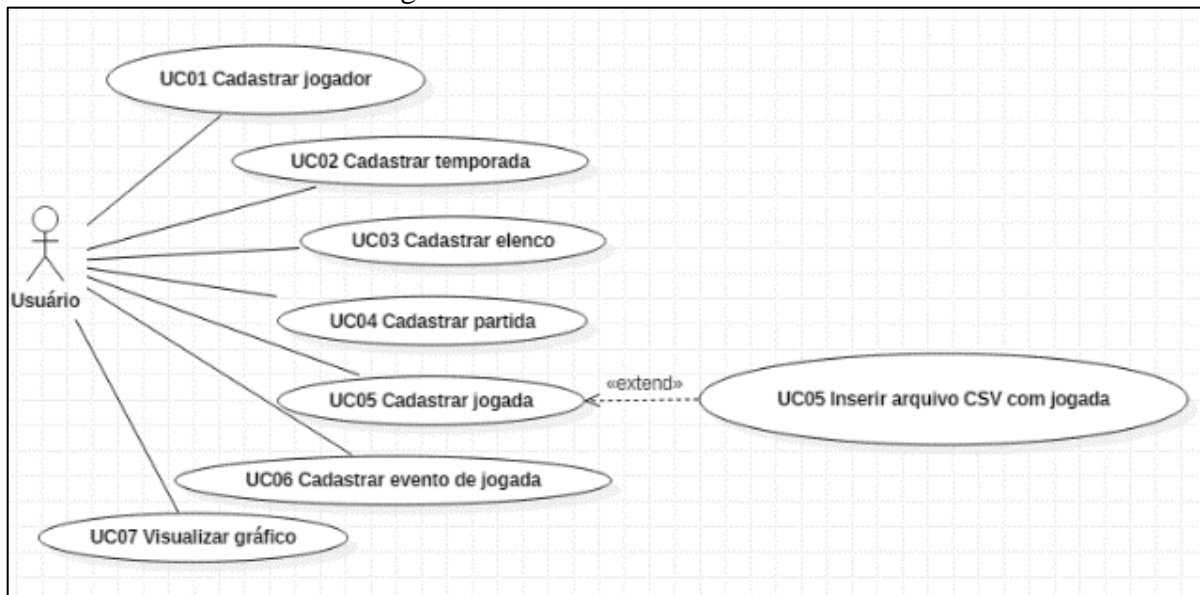 UC01 Cadastrar jogador
UC02 Cadastrar temporada
UC03 Cadastrar elenco
Usuário
UC04 Cadastrar partida
«extend»
UC05 Cadastrar jogada
UC05 Inserir arquivo CSV com jogada
UC06 Cadastrar evento de jogada
UC07 Visualizar gráfico